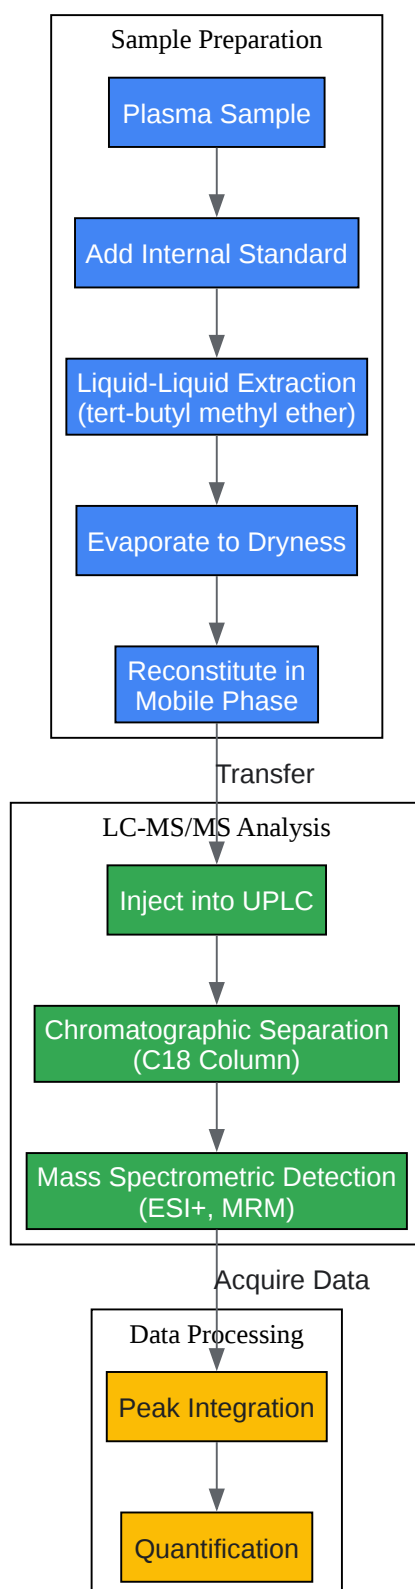 Sample Preparation
Plasma Sample
Add Internal Standard
Liquid-Liquid Extraction
(tert-butyl methyl ether)
Evaporate to Dryness
Reconstitute in
Mobile Phase
Transfer
LC-MS/MS Analysis
Inject into UPLC
Chromatographic Separation
(C18 Column)
Mass Spectrometric Detection
(ESI+, MRM)
Acquire Data
Data Processing
Peak Integration
Quantification